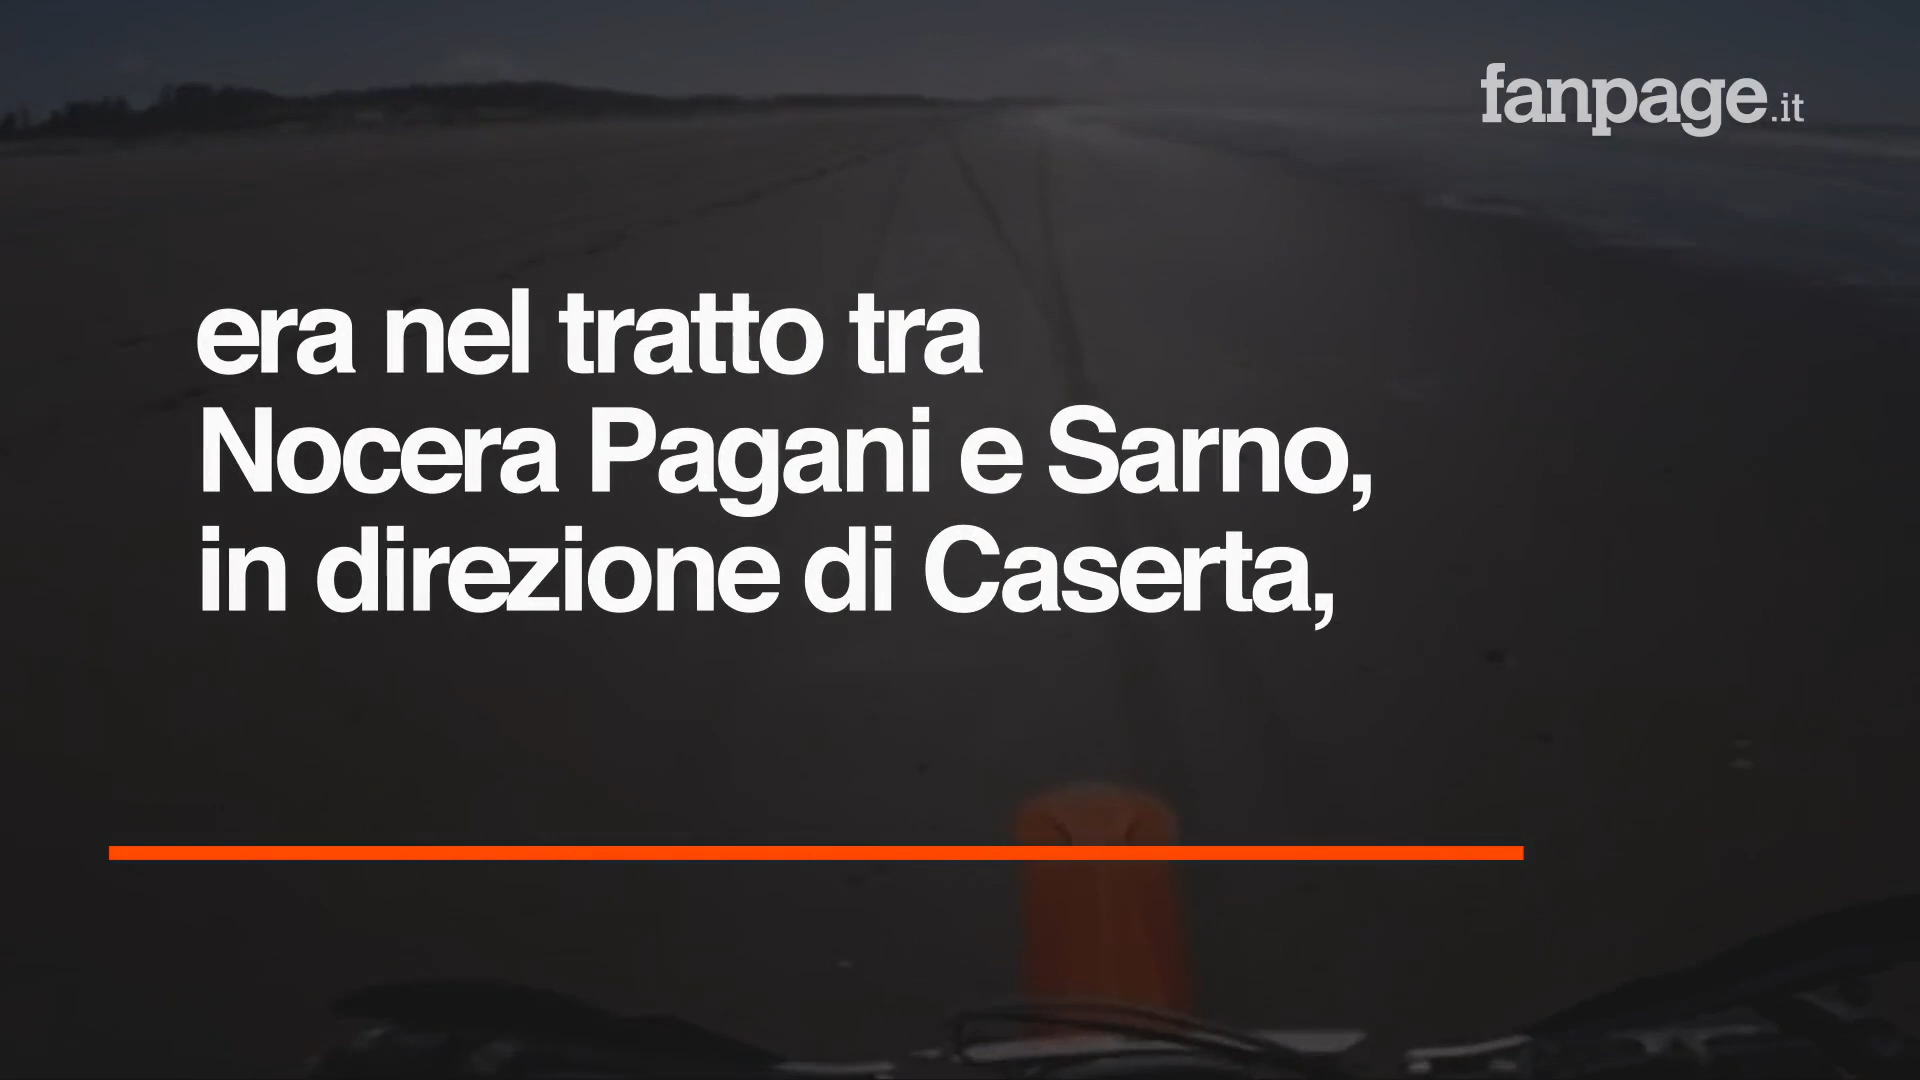 fanpage.it
era nel tratto tra
Nocera Pagani e Sarno,
in direzione di Caserta,